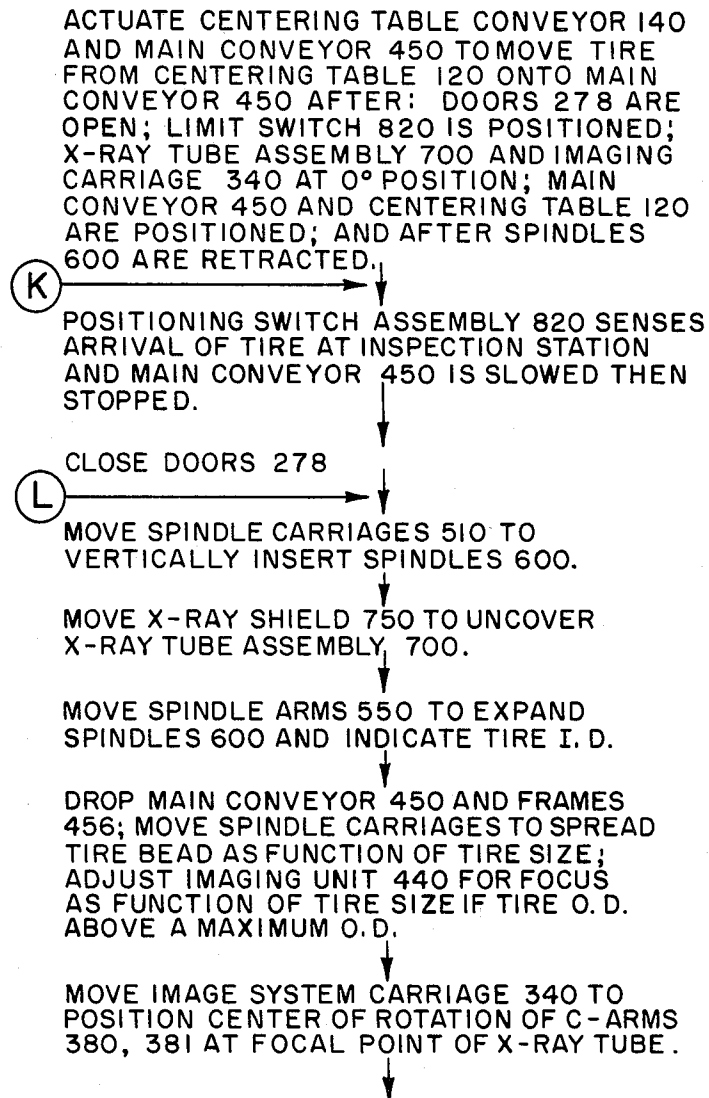 ACTUATE CENTERING TABLE CONVEYOR 140
AND MAIN CONVEYOR 450 TO MOVE TIRE
FROM CENTERING TABLE 120 ONTO MAIN
CONVEYOR 450 AFTER: DOORS 278 ARE
OPEN; LIMIT SWITCH 820 IS POSITIONED;
X-RAY TUBE ASSEMBLY 700 AND IMAGING
CARRIAGE 340 AT 0° POSITION; MAIN
CONVEYOR 450 AND CENTERING TABLE 120
ARE POSITIONED; AND AFTER SPINDLES
600 ARE RETRACTED.
K
POSITIONING SWITCH ASSEMBLY 820 SENSES
ARRIVAL OF TIRE AT INSPECTION STATION
AND MAIN CONVEYOR 450 IS SLOWED THEN
STOPPED.
CLOSE DOORS 278
L
MOVE SPINDLE CARRIAGES 510 TO
VERTICALLY INSERT SPINDLES 600.
MOVE X-RAY SHIELD 750 TO UNCOVER
X-RAY TUBE ASSEMBLY 700.
MOVE SPINDLE ARMS 550 TO EXPAND
SPINDLES 600 AND INDICATE TIRE I.D.
DROP MAIN CONVEYOR 450 AND FRAMES
456; MOVE SPINDLE CARRIAGES TO SPREAD
TIRE BEAD AS FUNCTION OF TIRE SIZE;
ADJUST IMAGING UNIT 440 FOR FOCUS
AS FUNCTION OF TIRE SIZE IF TIRE O.D.
ABOVE A MAXIMUM O.D.
MOVE IMAGE SYSTEM CARRIAGE 340 TO
POSITION CENTER OF ROTATION OF C-ARMS
380, 381 AT FOCAL POINT OF X-RAY TUBE.